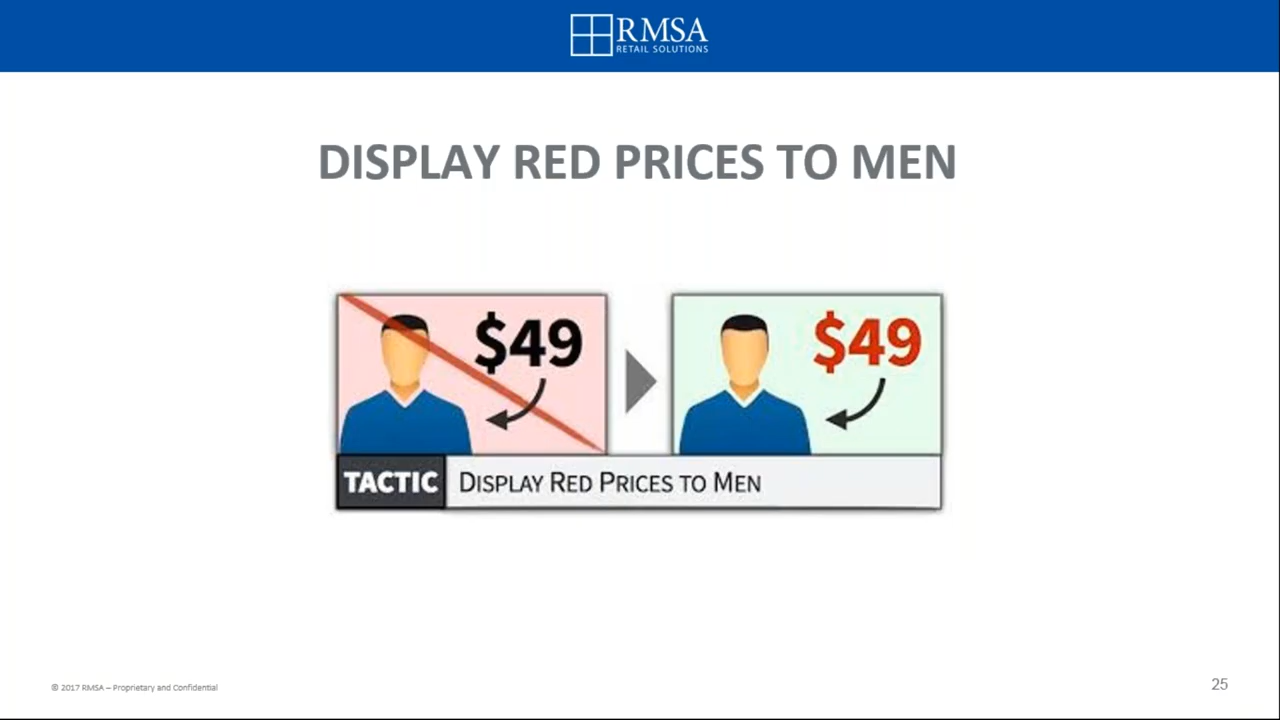 RMSA
RETAIL SOLUTIONS
DISPLAY RED PRICES TO MEN
$49
$49
TACTIC DISPLAY RED PRICES TO MEN
© 2017 RMSA – Proprietary and Confidential
25